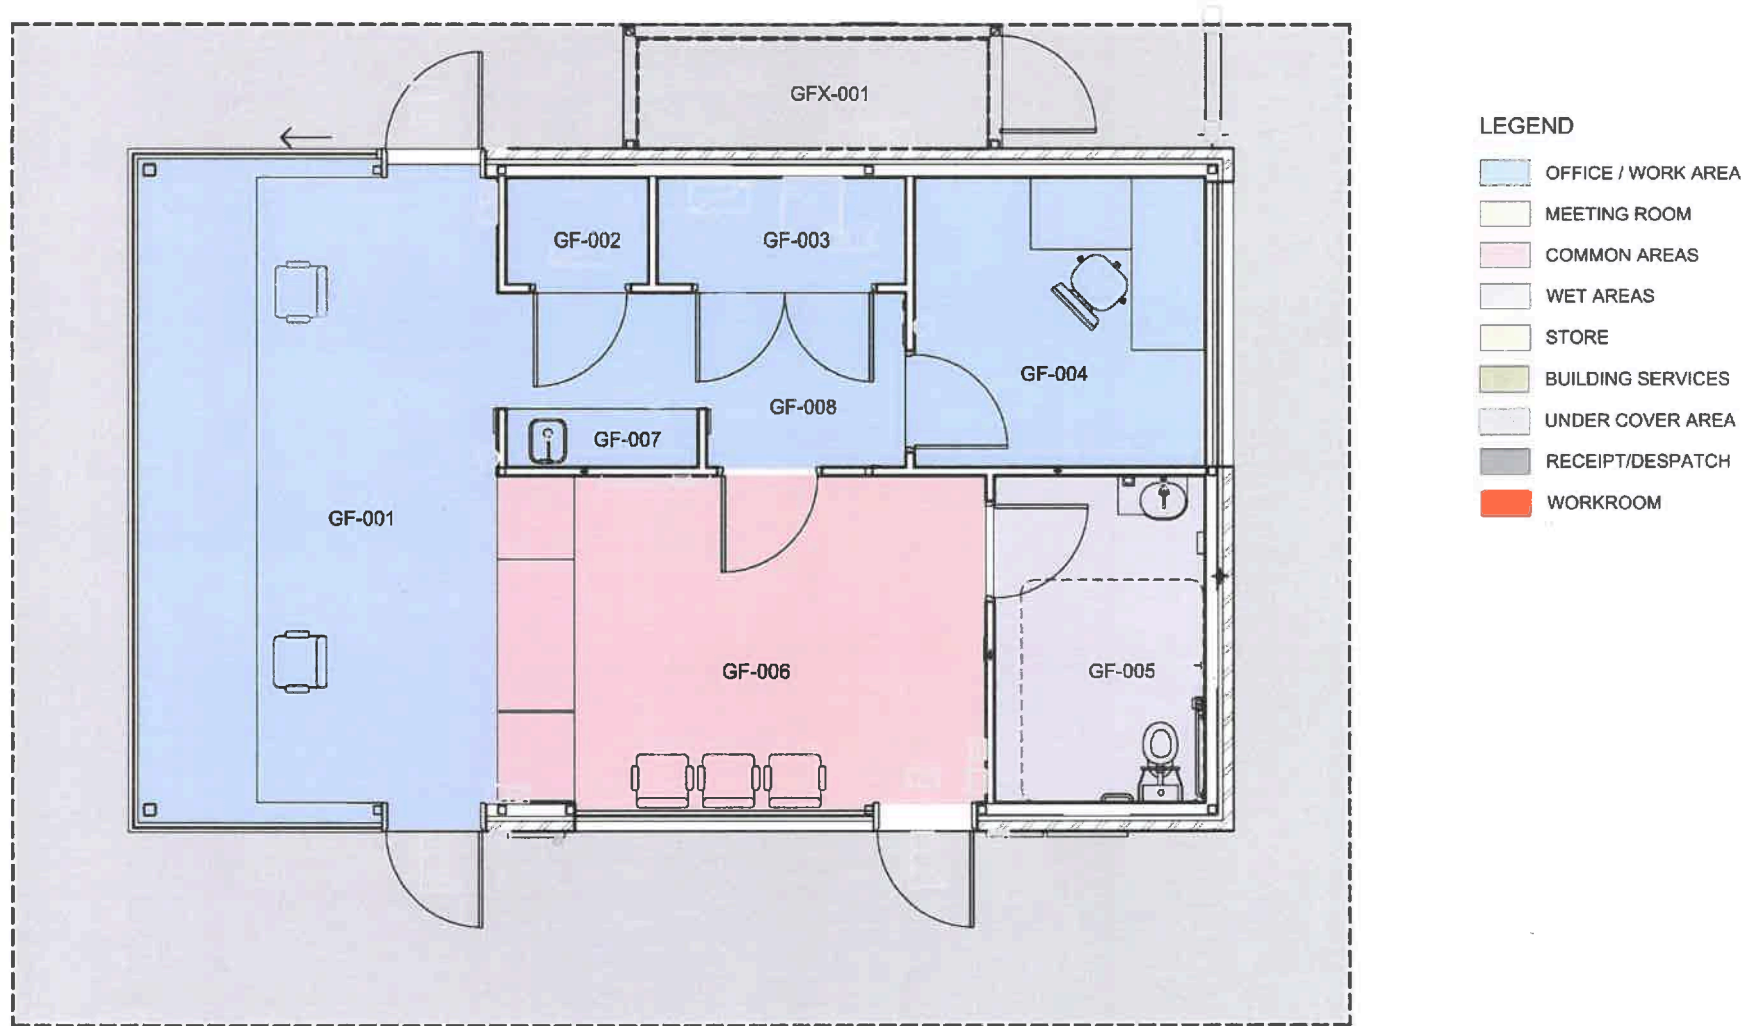 GFX-001
LEGEND
OFFICE / WORK AREA
MEETING ROOM
COMMON AREAS
WET AREAS
STORE
BUILDING SERVICES
UNDER COVER AREA
RECEIPT/DESPATCH
WORKROOM
GF-002
GF-003
GF-004
GF-008
GF-007
GF-001
GF-006
GF-005